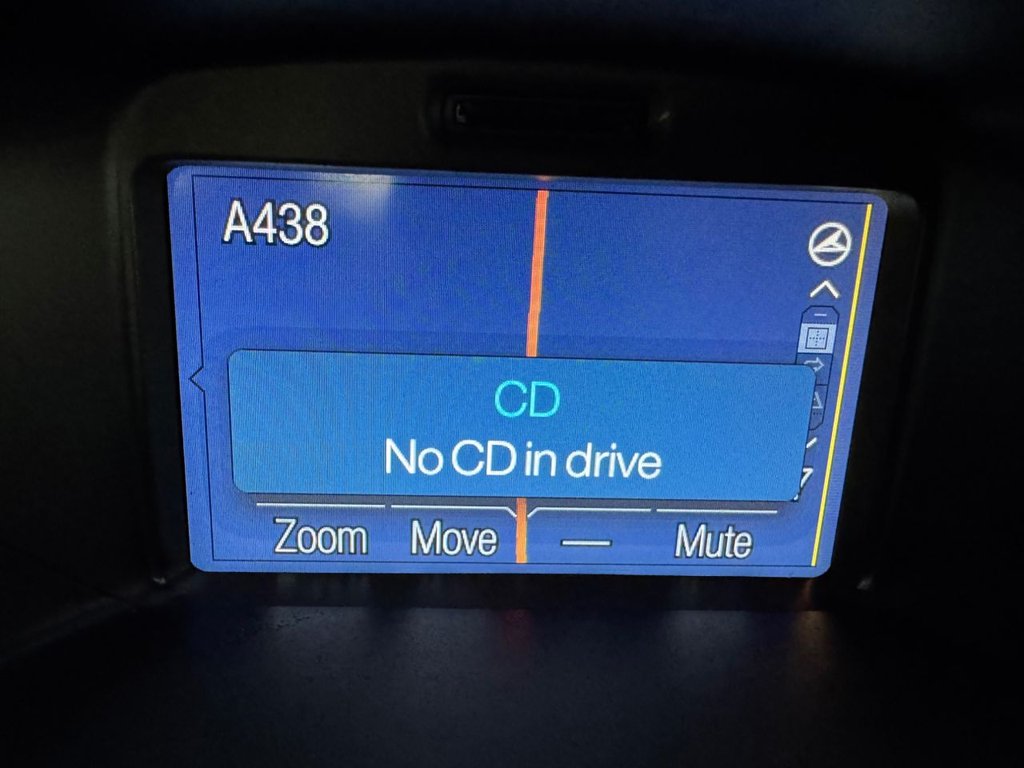 A438
CD
No CD in drive
Zoom Move — Mute